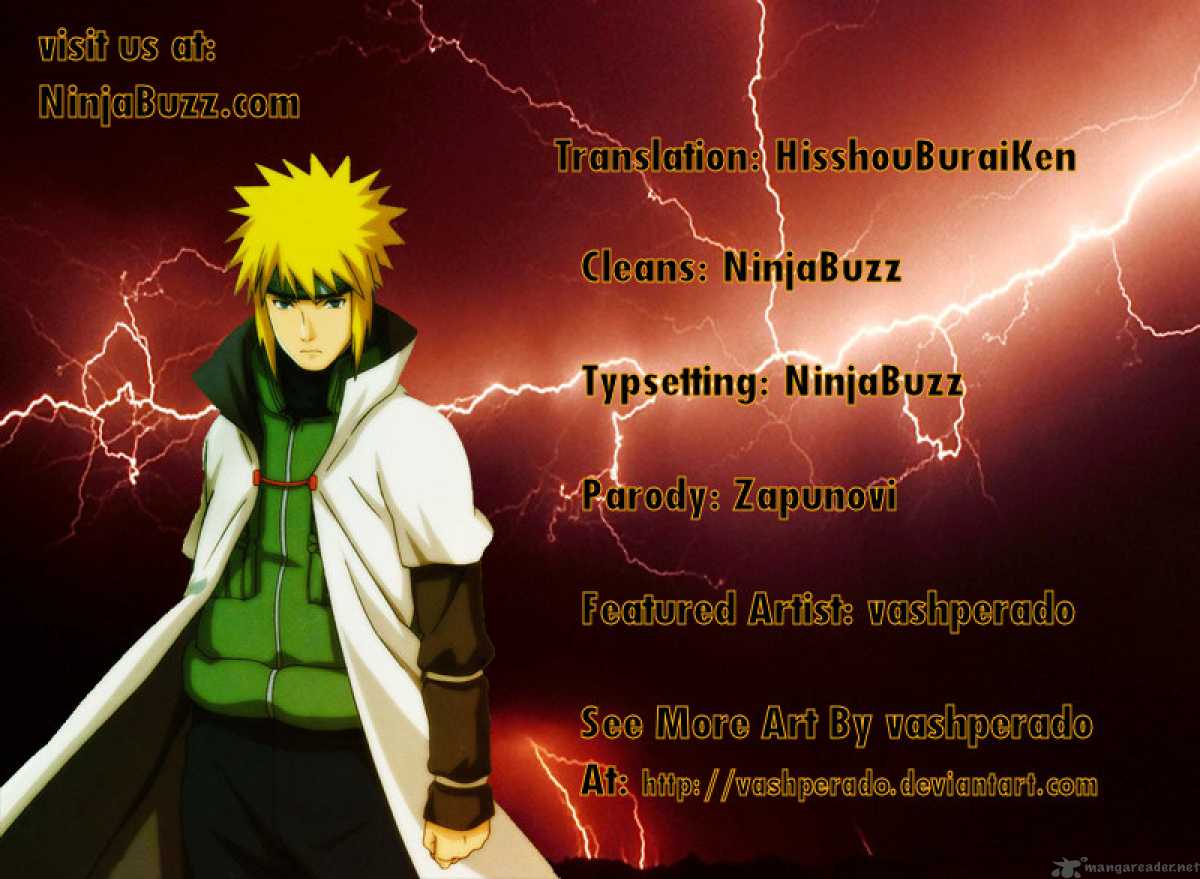 visit us at:
NinjaBuzz.com
Translation: HisshouBuraiKen
Cleans: NinjaBuzz
Typsetting: NinjaBuzz
Parody: Zapunovi
Featured Artist: vashperado
See More Art By vashperado
At: http://vashperado.deviantart.com
mangareader.net